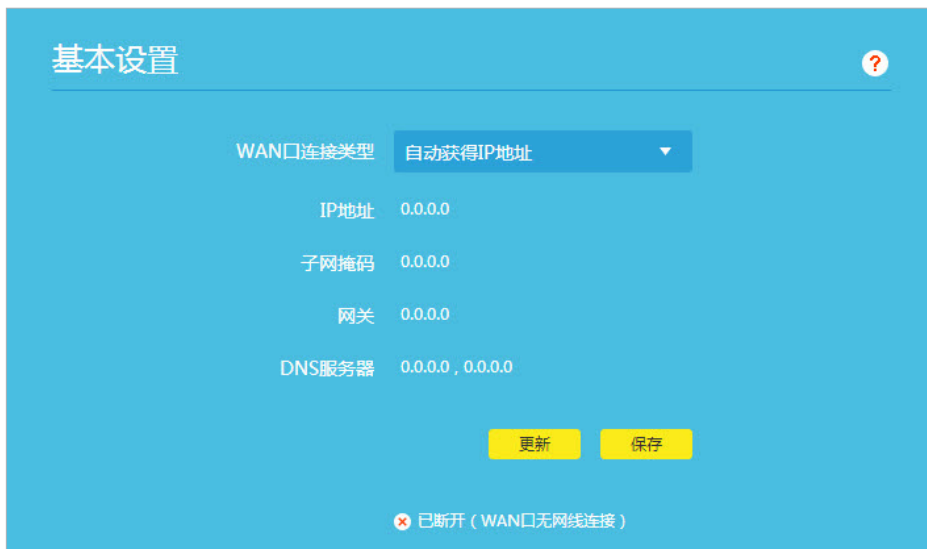 基本设置
?
WAN口连接类型 自动获得IP地址
IP地址 0.0.0.0
子网掩码 0.0.0.0
网关 0.0.0.0
DNS服务器 0.0.0.0 , 0.0.0.0
更新 保存
已断开 ( WAN口无网线连接 )